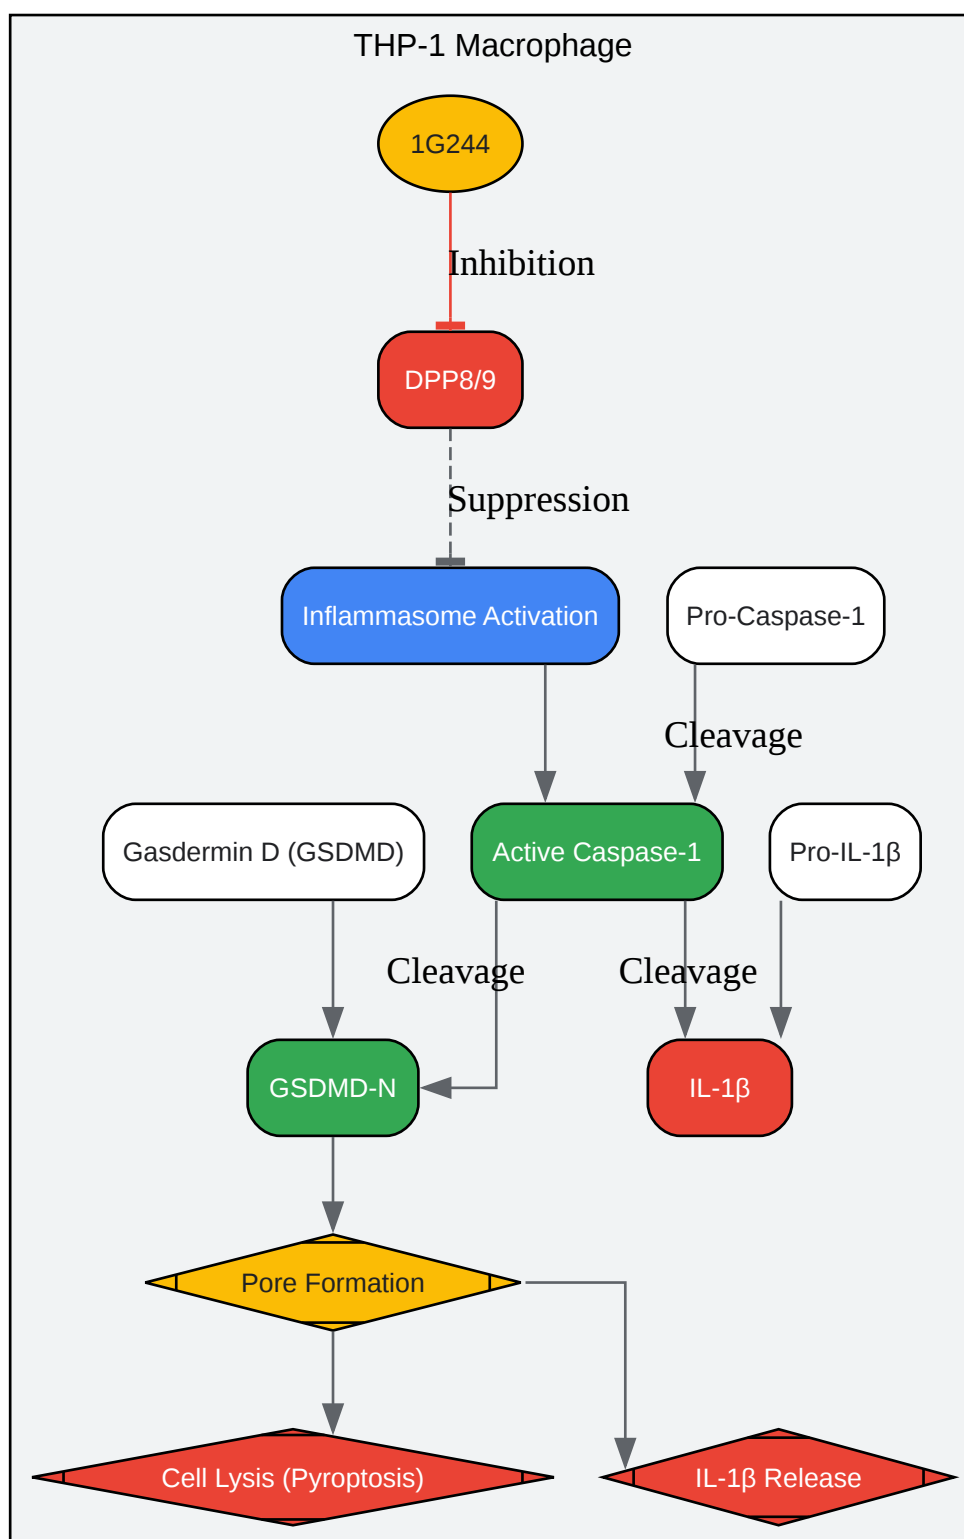 THP-1 Macrophage
1G244
Inhibition
DPP8/9
Suppression
Inflammasome Activation
Pro-Caspase-1
Cleavage
Gasdermin D (GSDMD)
Active Caspase-1
Pro-IL-1β
Cleavage
Cleavage
GSDMD-N
IL-1β
Pore Formation
Cell Lysis (Pyroptosis)
IL-1β Release